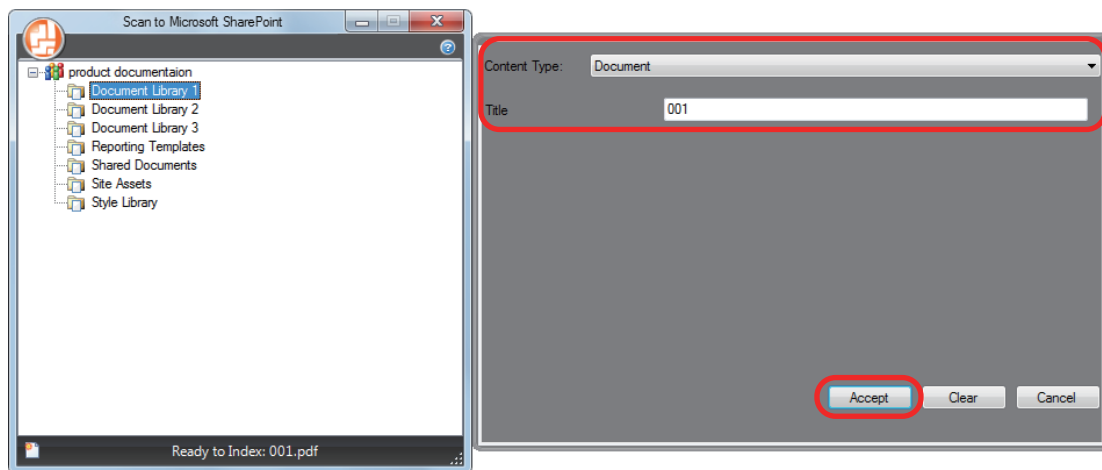 Scan to Microsoft SharePoint
product documentaion
Document Library 1
Document Library 2
Document Library 3
Reporting Templates
Shared Documents
Site Assets
Style Library
Ready to Index: 001.pdf
Content Type: Document
Title 001
Accept Clear Cancel